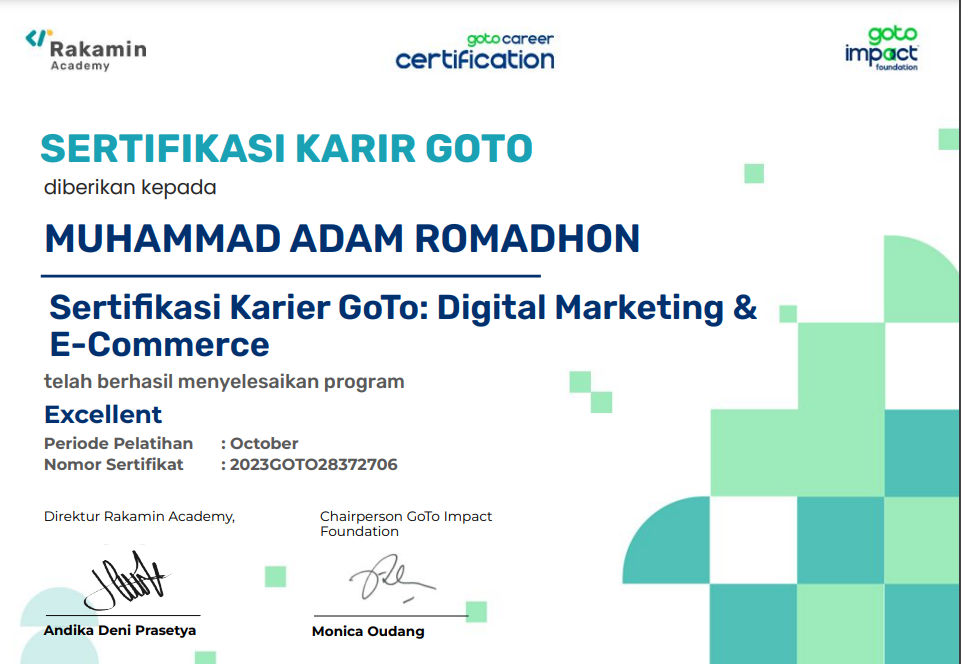 Rakamin
Academy
goto career
certification
goto
impact
foundation
SERTIFIKASI KARIR GOTO
diberikan kepada
MUHAMMAD ADAM ROMADHON
Sertifikasi Karier GoTo: Digital Marketing &
E-Commerce
telah berhasil menyelesaikan program
Excellent
Periode Pelatihan : October
Nomor Sertifikat : 2023GOTO28372706
Direktur Rakamin Academy,
Andika Deni Prasetya
Chairperson GoTo Impact
Foundation
Monica Oudang